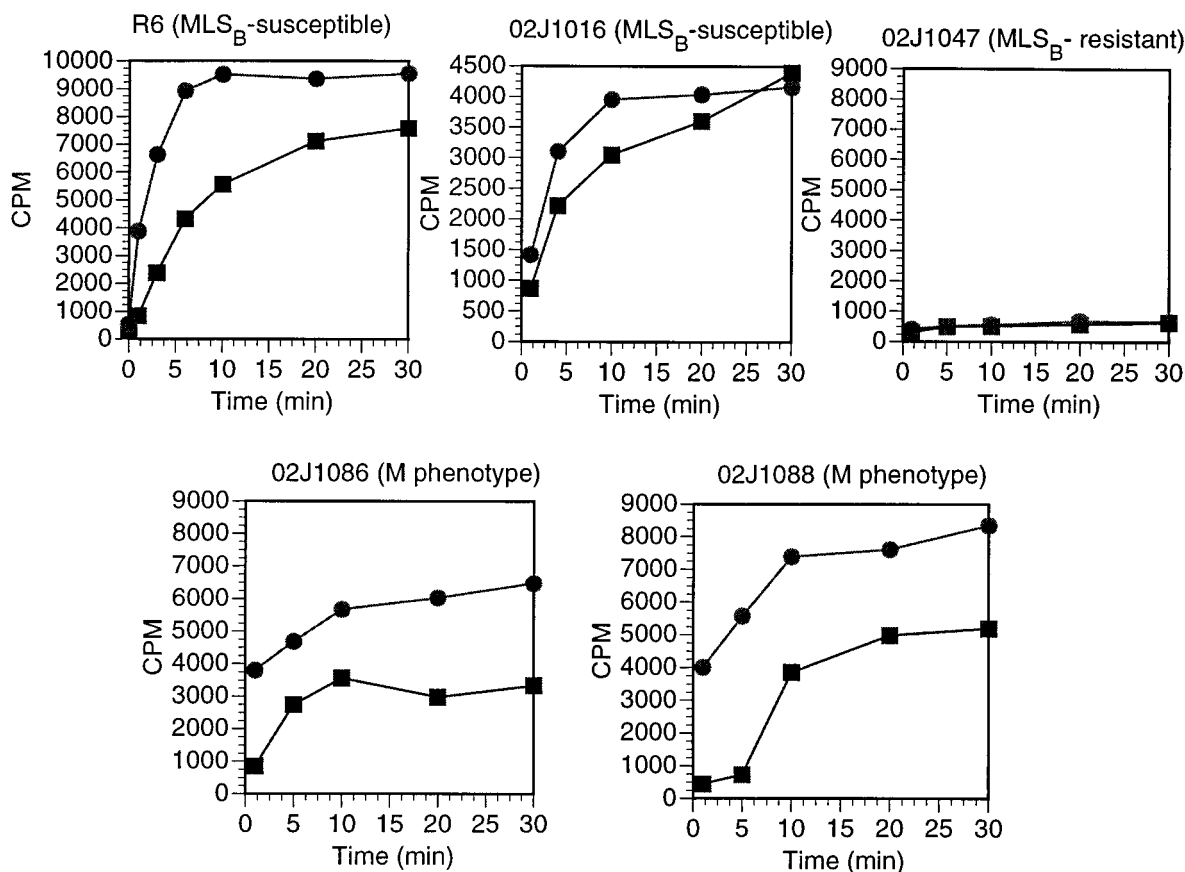 R6 (MLSB-susceptible)
10000
9000
8000
7000
6000
5000
4000
3000
2000
1000
0
CPM
0 5 10 15 20 25 30
Time (min)
02J1016 (MLSB-susceptible)
4500
4000
3500
3000
2500
2000
1500
1000
500
0
CPM
0 5 10 15 20 25 30
Time (min)
02J1047 (MLSB- resistant)
9000
8000
7000
6000
5000
4000
3000
2000
1000
0
CPM
0 5 10 15 20 25 30
Time (min)
02J1086 (M phenotype)
9000
8000
7000
6000
5000
4000
3000
2000
1000
0
CPM
0 5 10 15 20 25 30
Time (min)
02J1088 (M phenotype)
9000
8000
7000
6000
5000
4000
3000
2000
1000
0
CPM
0 5 10 15 20 25 30
Time (min)